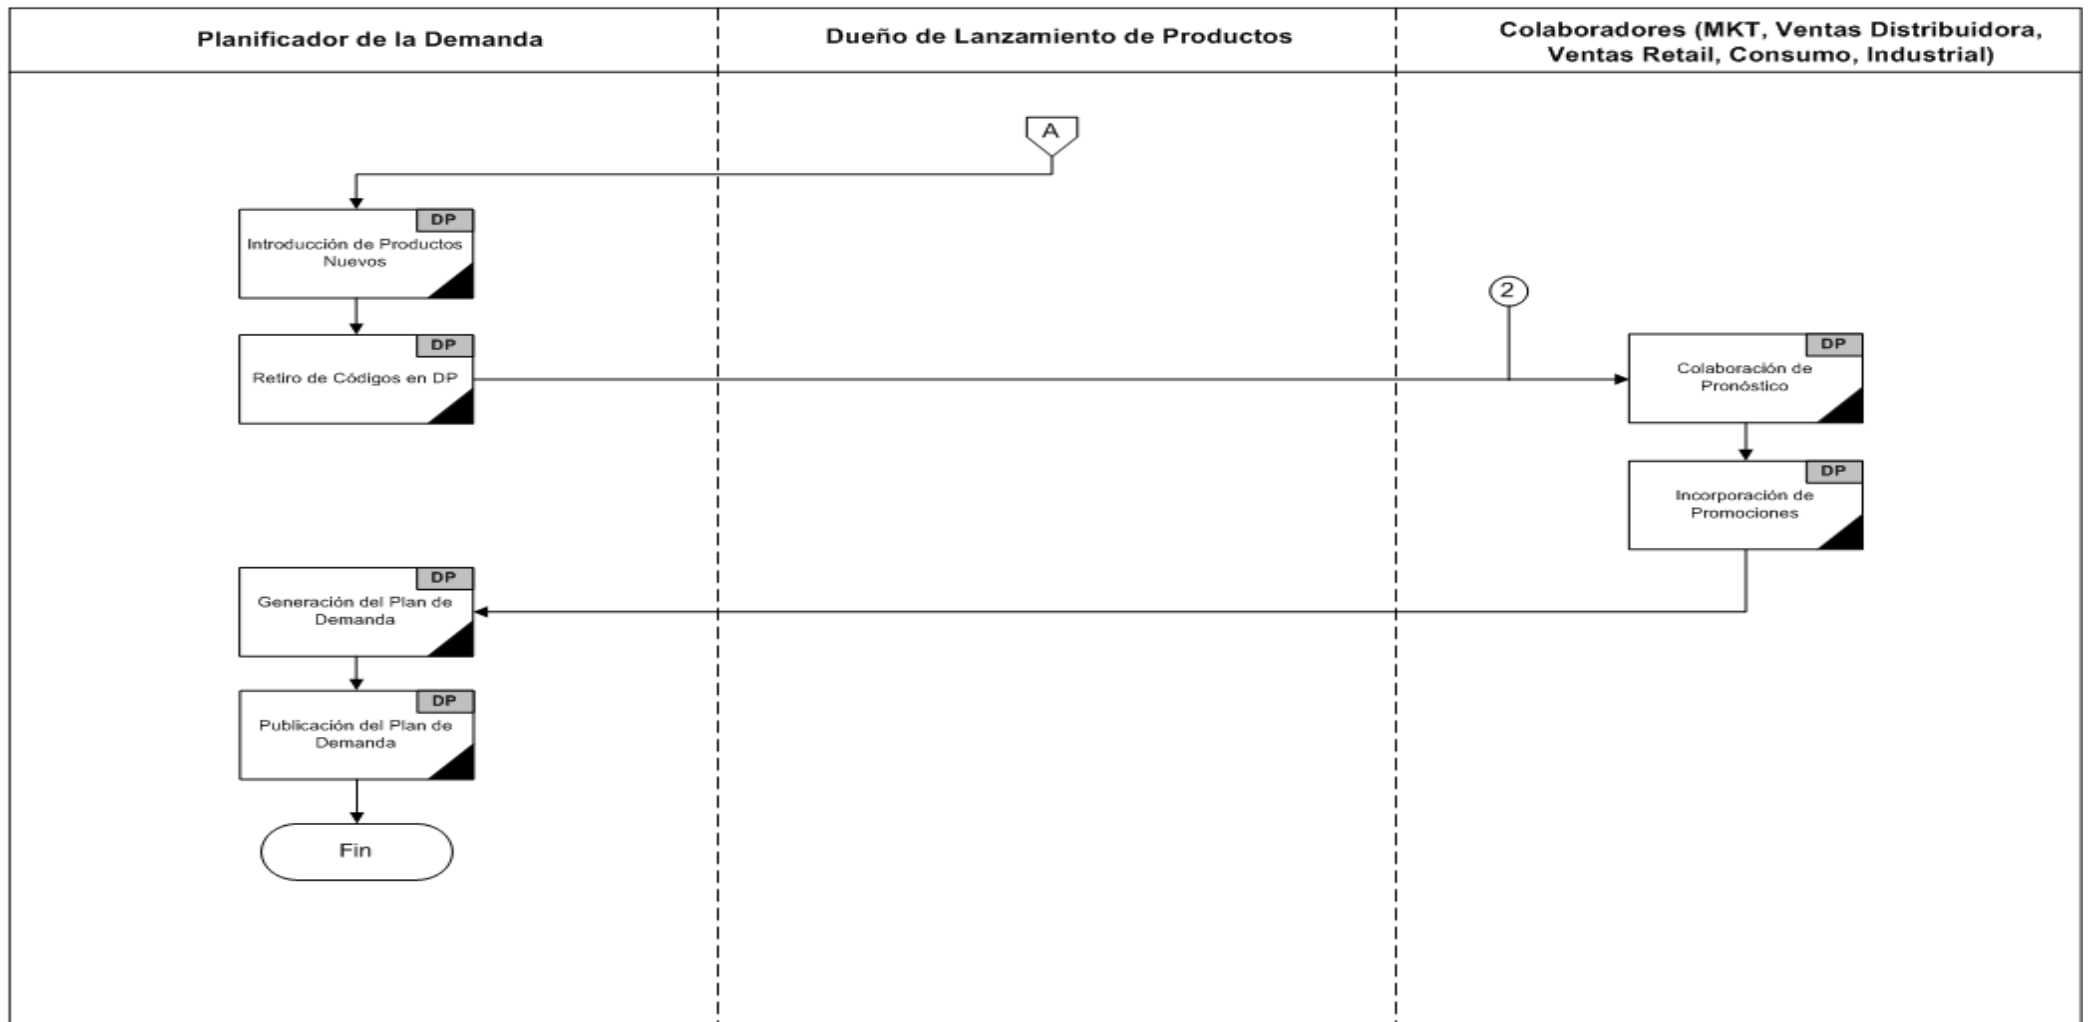 Planificador de la Demanda
Dueño de Lanzamiento de Productos
Colaboradores (MKT, Ventas Distribuidora,
Ventas Retail, Consumo, Industrial)
A
DP
Introducción de Productos
Nuevos
2
DP
Retiro de Códigos en DP
DP
Colaboración de
Pronóstico
DP
Incorporación de
Promociones
DP
Generación del Plan de
Demanda
DP
Publicación del Plan de
Demanda
Fin